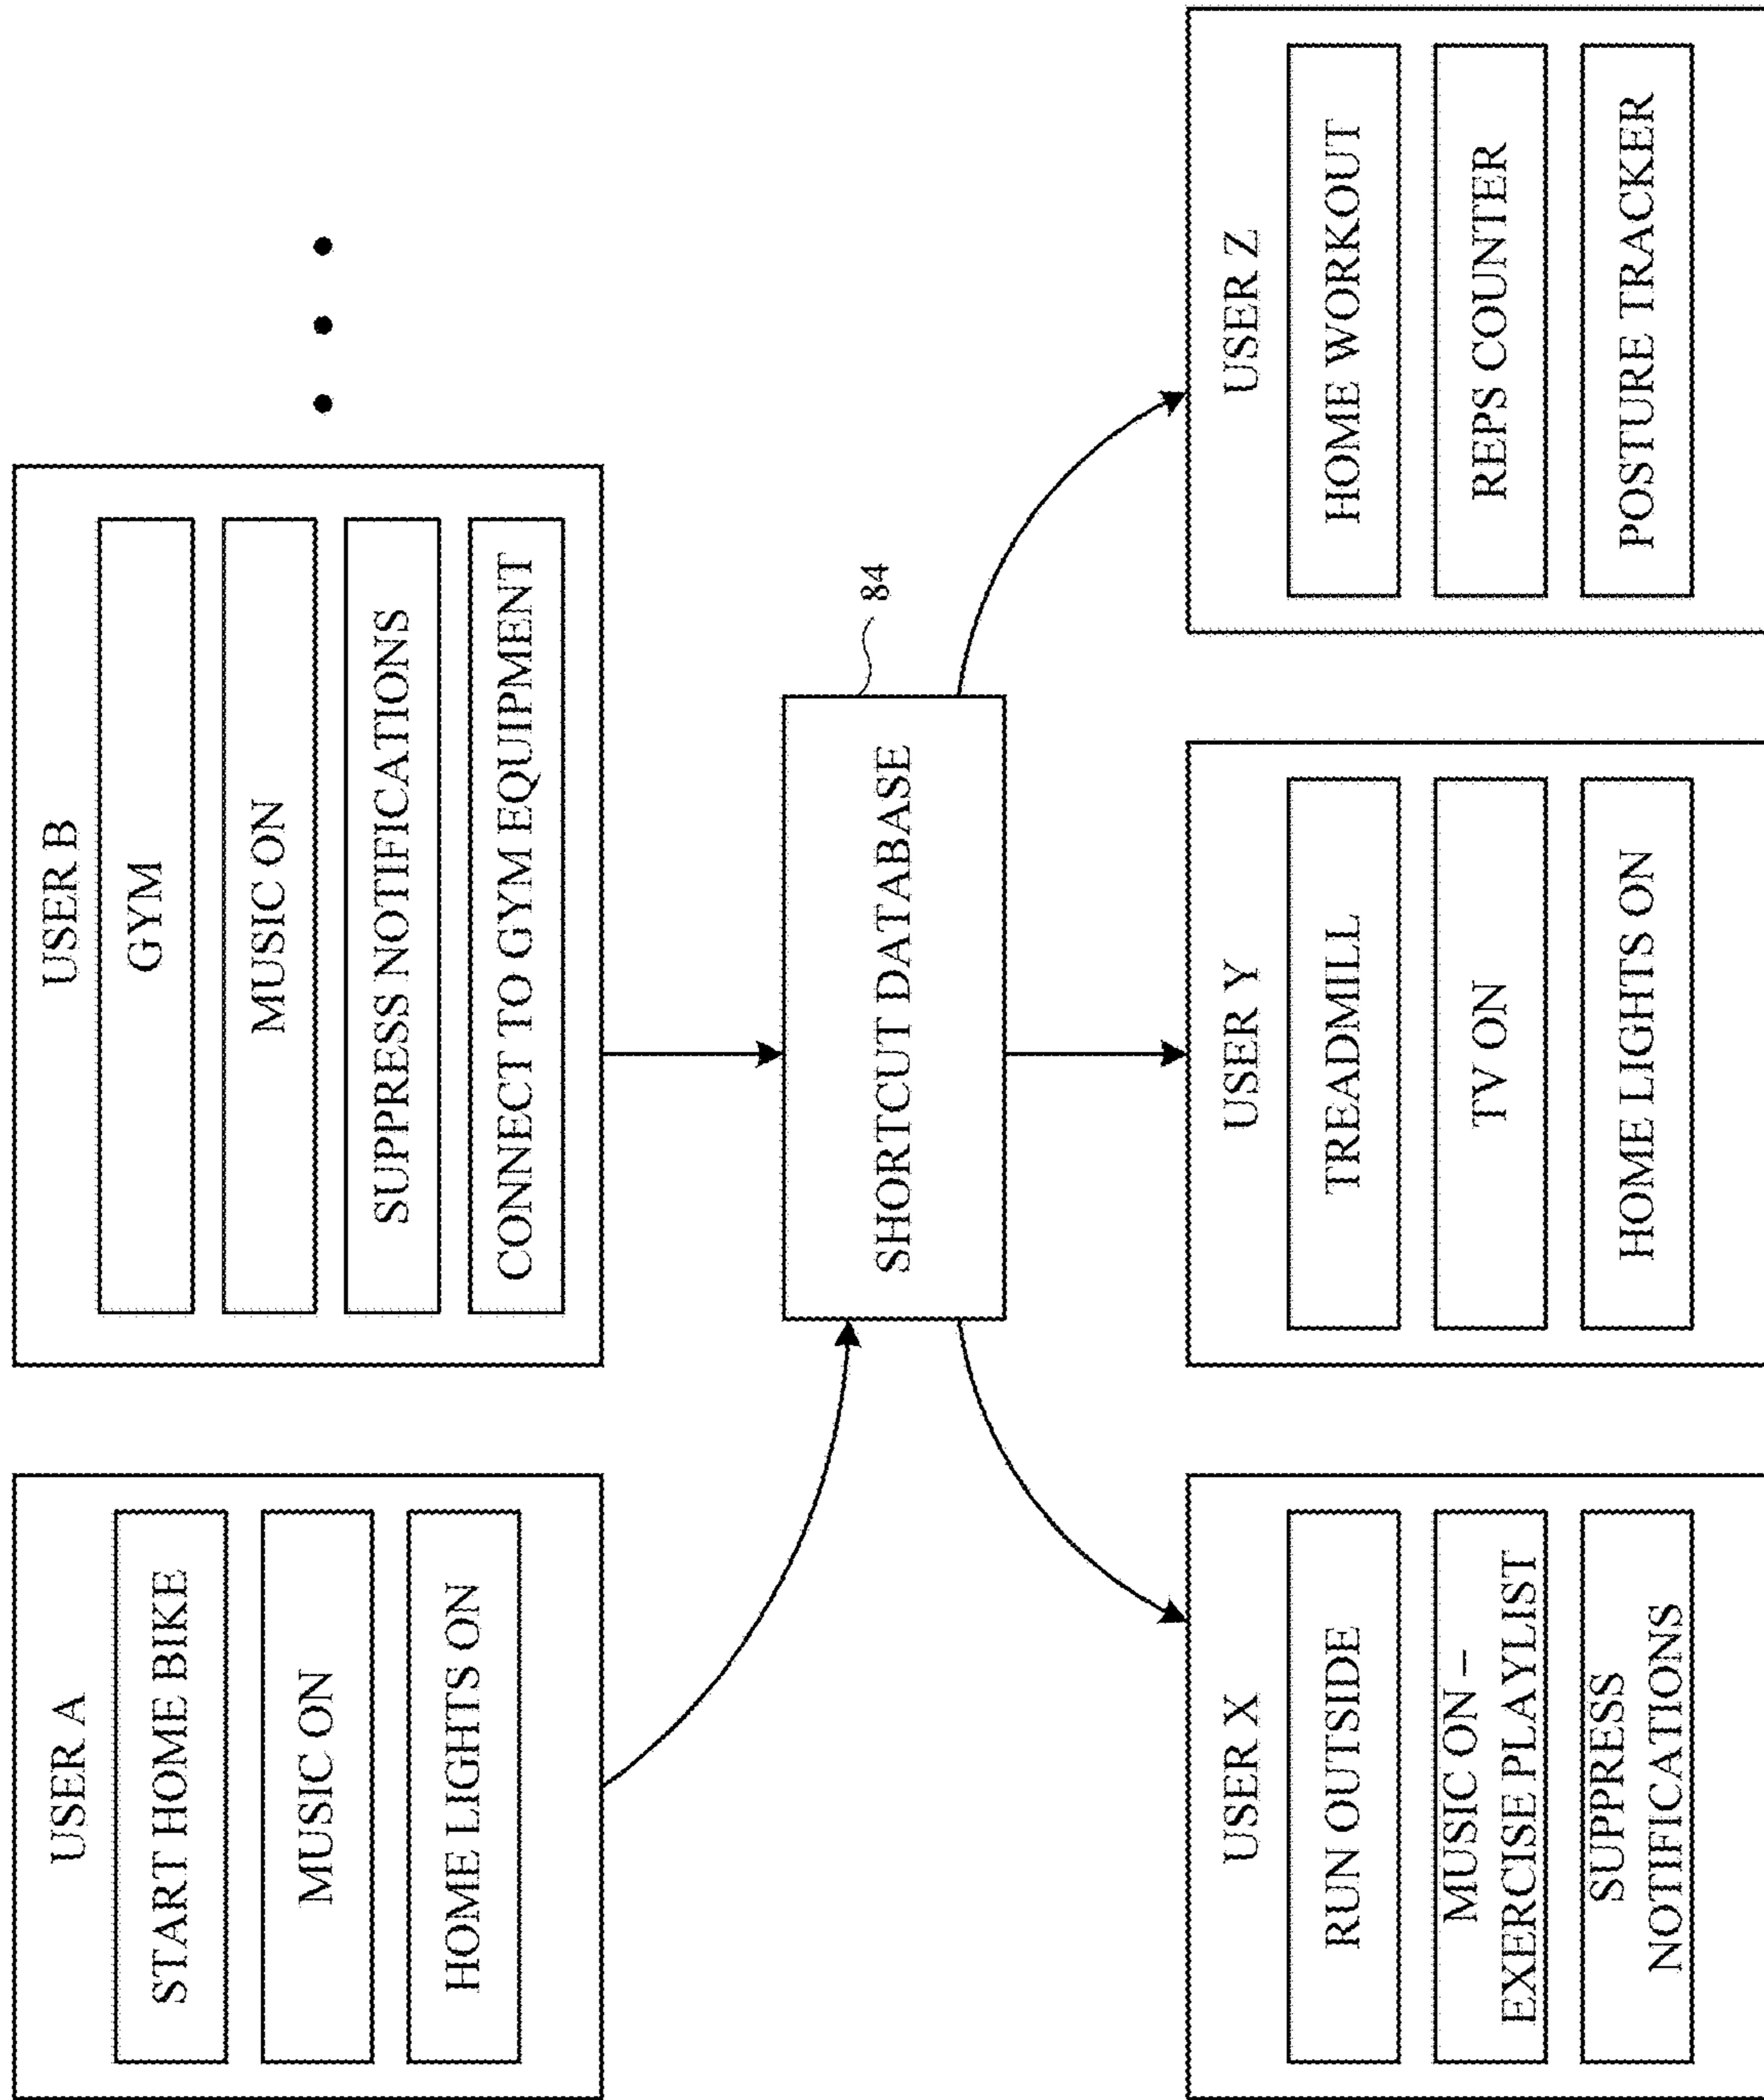 USER A
START HOME BIKE
MUSIC ON
HOME LIGHTS ON
USER B
GYM
MUSIC ON
SUPPRESS NOTIFICATIONS
CONNECT TO GYM EQUIPMENT
SHORTCUT DATABASE
84
USER X
RUN OUTSIDE
MUSIC ON –
EXERCISE PLAYLIST
SUPPRESS
NOTIFICATIONS
USER Y
TREADMILL
TV ON
HOME LIGHTS ON
USER Z
HOME WORKOUT
REPS COUNTER
POSTURE TRACKER